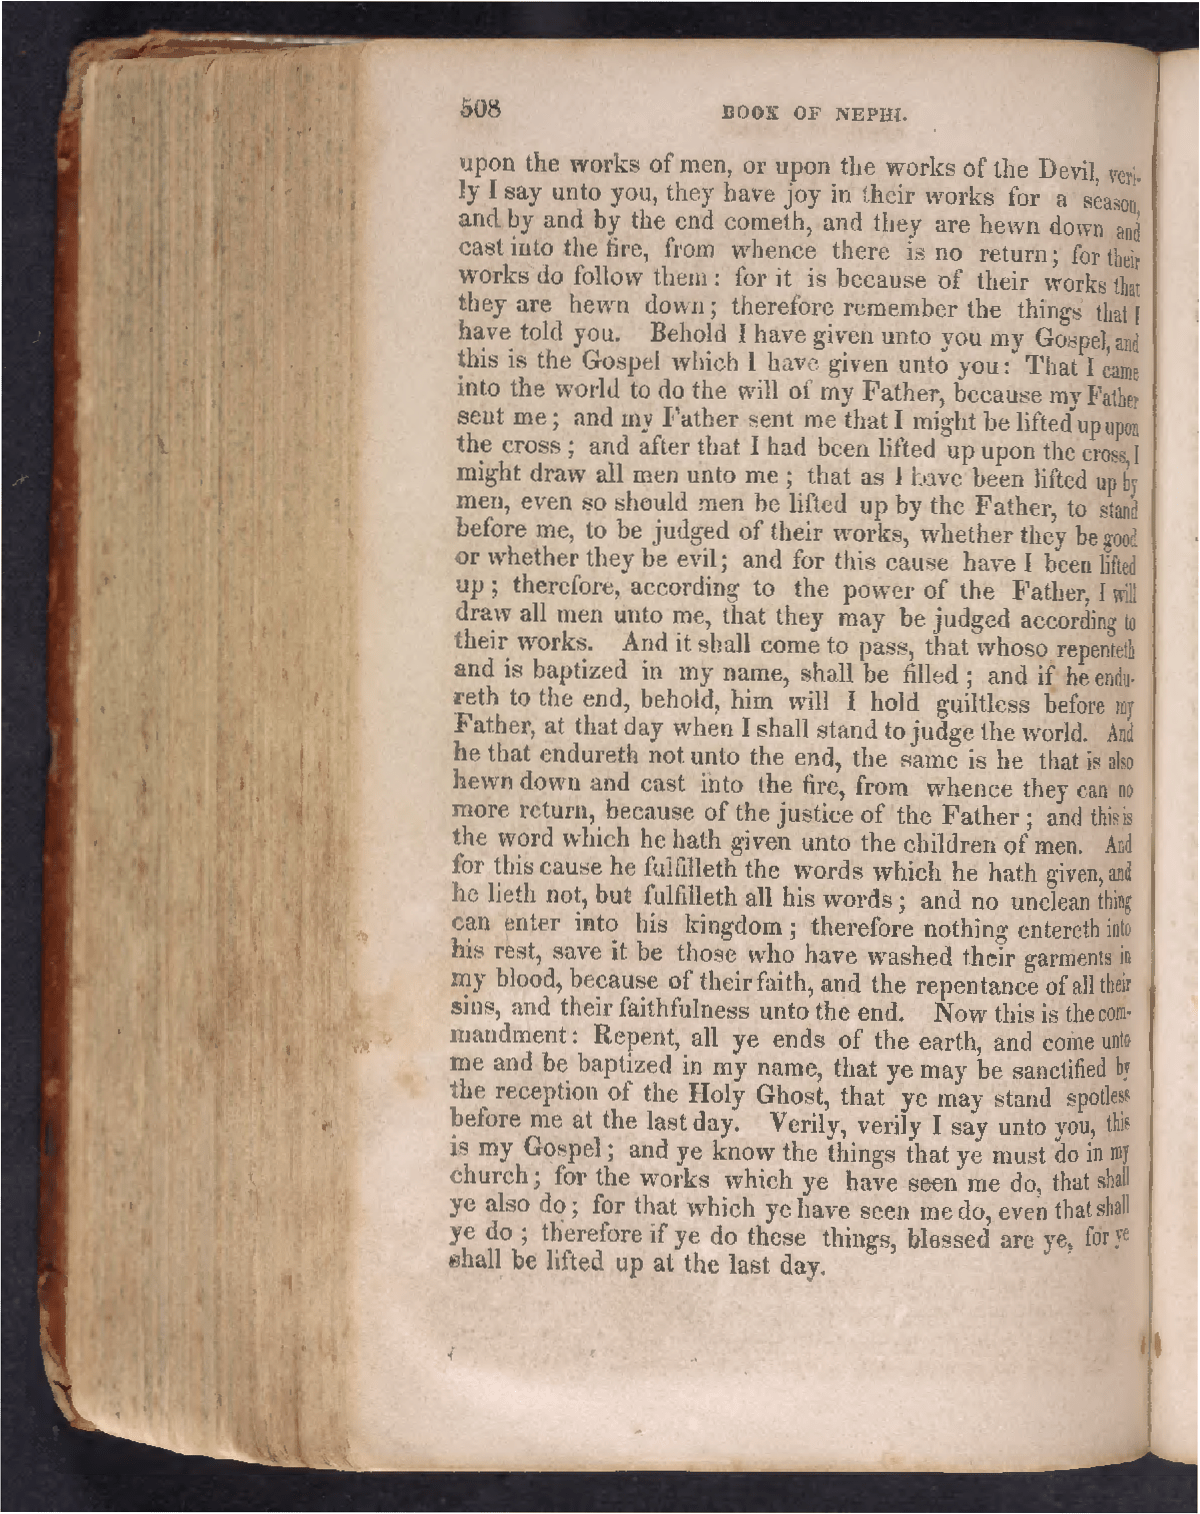 508 BOOK OF NEPHI.
upon the works of men, or upon the works of the Devil, veri-
ly I say unto you, they have joy in their works for a season,
and by and by the end cometh, and they are hewn down and
cast into the fire, from whence there is no return; for their
works do follow them: for it is because of their works that
they are hewn down; therefore remember the things that I
have told you. Behold I have given unto you my Gospel, and
this is the Gospel which I have given unto you: That I came
into the world to do the will of my Father, because my Father
sent me; and my Father sent me that I might be lifted up upon
the cross; and after that I had been lifted up upon the cross, I
might draw all men unto me; that as I have been lifted up by
men, even so should men be lifted up by the Father, to stand
before me, to be judged of their works, whether they be good
or whether they be evil; and for this cause have I been lifted
up; therefore, according to the power of the Father, I will
draw all men unto me, that they may be judged according to
their works. And it shall come to pass, that whoso repenteth
and is baptized in my name, shall be filled; and if he endu-
reth to the end, behold, him will I hold guiltless before my
Father, at that day when I shall stand to judge the world. And
he that endureth not unto the end, the same is he that is also
hewn down and cast into the fire, from whence they can no
more return, because of the justice of the Father; and this is
the word which he hath given unto the children of men. And
for this cause he fulfilleth the words which he hath given, and
he lieth not, but fulfilleth all his words; and no unclean thing
can enter into his kingdom; therefore nothing entereth into
his rest, save it be those who have washed their garments in
my blood, because of their faith, and the repentance of all their
sins, and their faithfulness unto the end. Now this is the com-
mandment: Repent, all ye ends of the earth, and come unto
me and be baptized in my name, that ye may be sanctified by
the reception of the Holy Ghost, that ye may stand spotless
before me at the last day. Verily, verily I say unto you, this
is my Gospel; and ye know the things that ye must do in my
church; for the works which ye have seen me do, that shall
ye also do; for that which ye have seen me do, even that shall
ye do; therefore if ye do these things, blessed are ye, for ye
shall be lifted up at the last day.